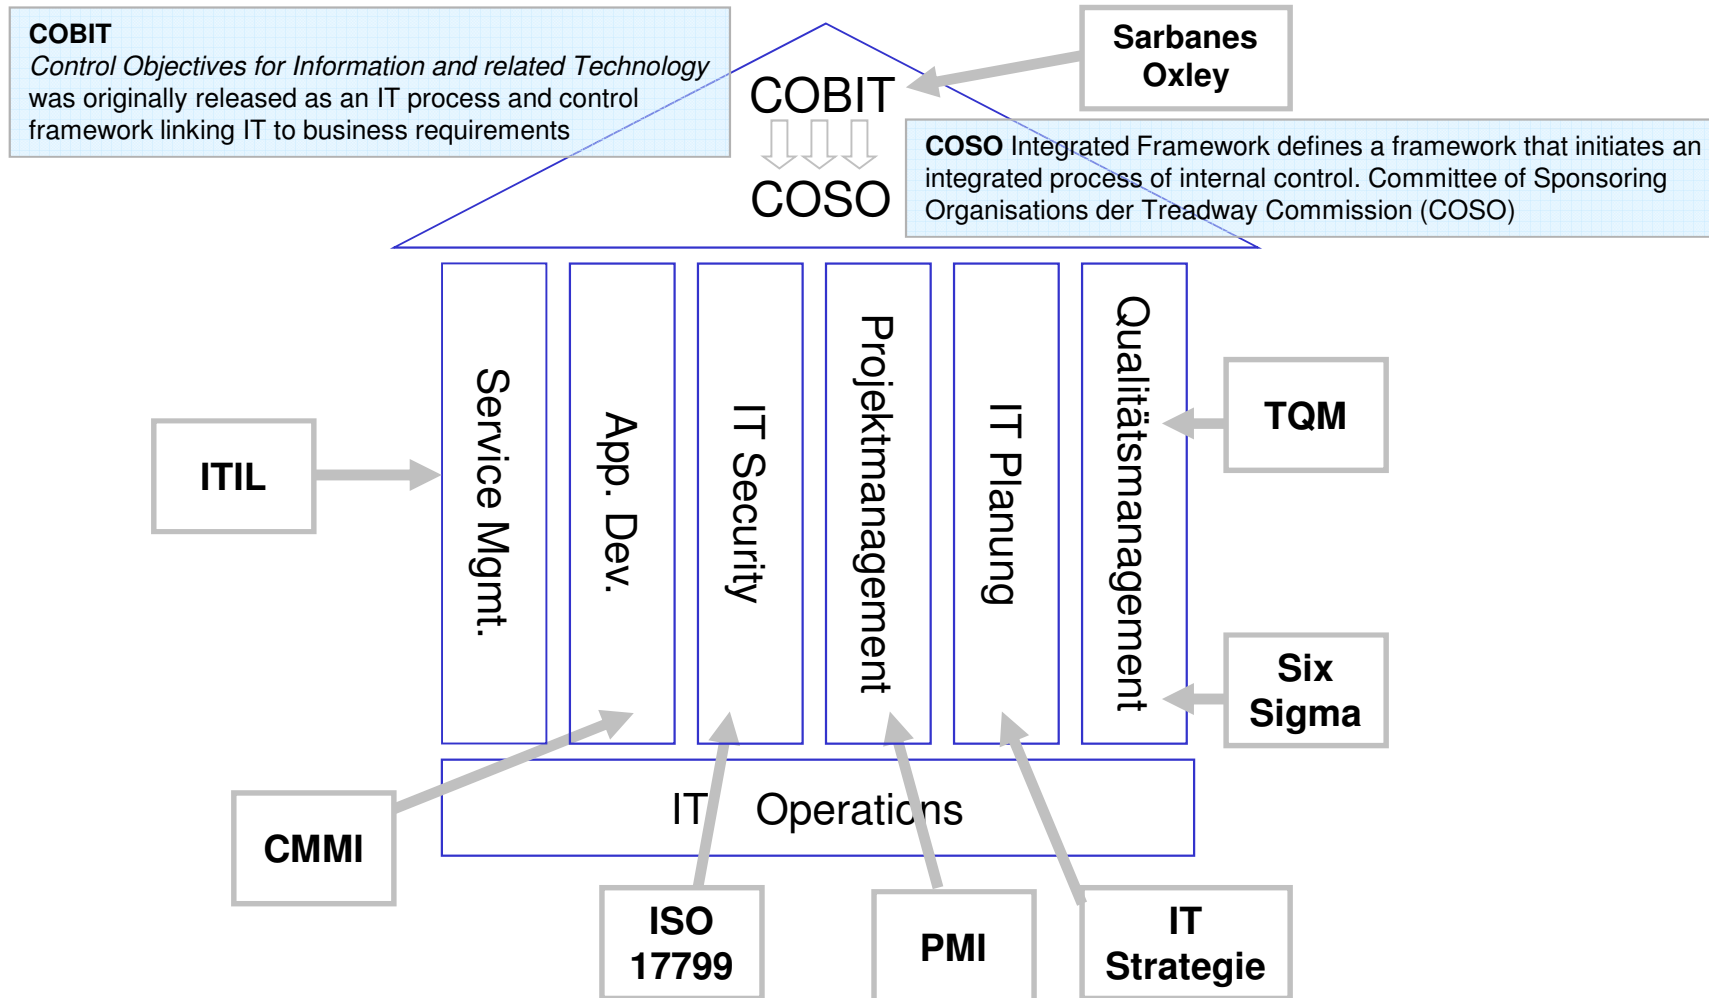 COBIT
Control Objectives for Information and related Technology
was originally released as an IT process and control
framework linking IT to business requirements
Sarbanes
Oxley
COBIT
COSO Integrated Framework defines a framework that initiates an
integrated process of internal control. Committee of Sponsoring
Organisations der Treadway Commission (COSO)
COSO
Service Mgmt.
App. Dev.
IT Security
Projektmanagement
IT Planung
Qualitätsmanagement
ITIL
TQM
Six
Sigma
IT Operations
CMMI
ISO
17799
PMI
IT
Strategie